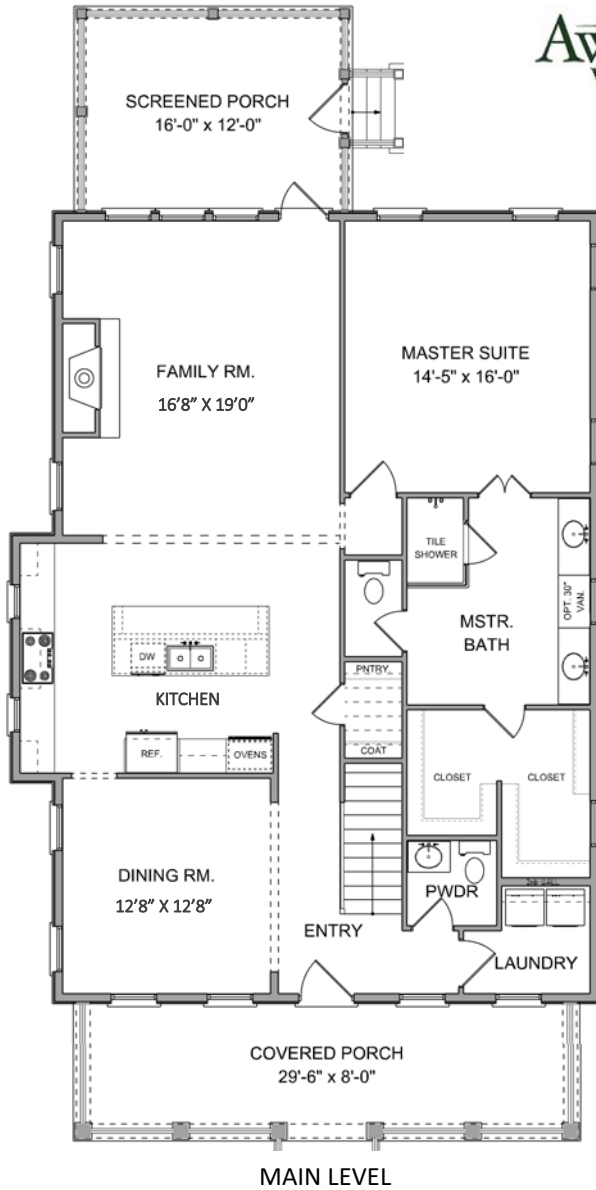 SCREENED PORCH
16'-0" x 12'-0"
FAMILY RM.
16'8" X 19'0"
MASTER SUITE
14'-5" x 16'-0"
TILE
SHOWER
OPT. 30"
VAN.
MSTR.
BATH
DW
KITCHEN
PNTRY
COAT
REF.
OVENS
CLOSET
CLOSET
DINING RM.
12'8" X 12'8"
PWDR
ENTRY
LAUNDRY
COVERED PORCH
29'-6" x 8'-0"
MAIN LEVEL